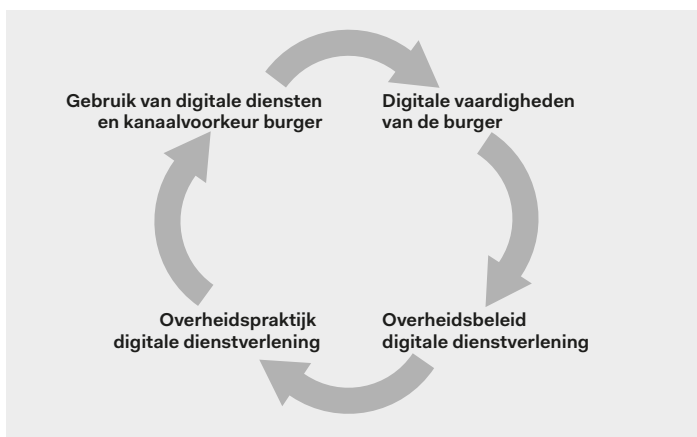 Gebruik van digitale diensten
en kanaalvoorkeur burger
Digitale vaardigheden
van de burger
Overheidspraktijk
digitale dienstverlening
Overheidsbeleid
digitale dienstverlening